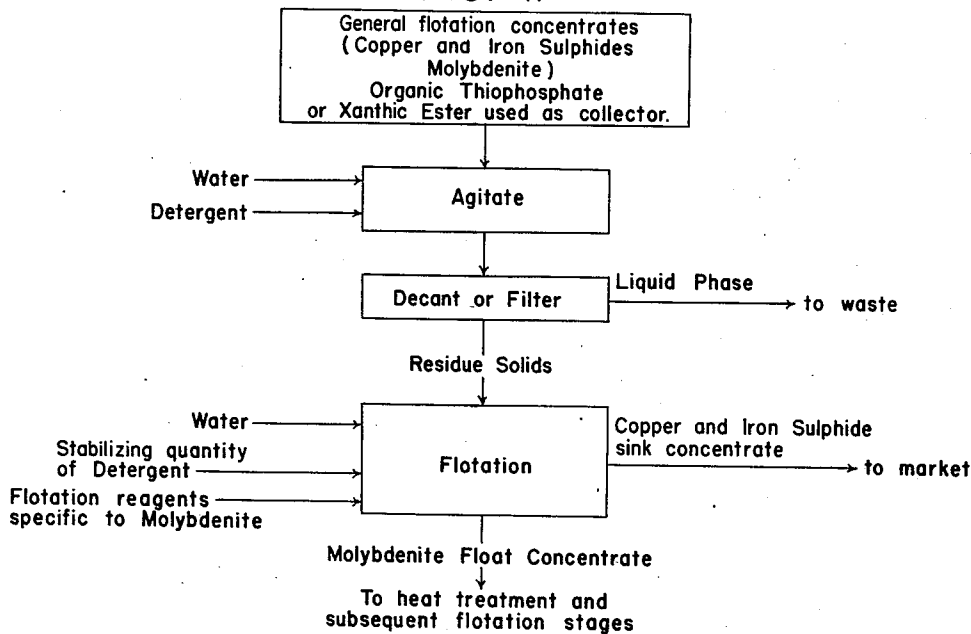 General flotation concentrates
(Copper and Iron Sulphides
Molybdenite)
Organic Thiophosphate
or Xanthic Ester used as collector.
Water
Agitate
Detergent
Decant or Filter
Liquid Phase
to waste
Residue Solids
Water
Stabilizing quantity
of Detergent
Flotation reagents
specific to Molybdenite
Flotation
Copper and Iron Sulphide
sink concentrate
to market
Molybdenite Float Concentrate
To heat treatment and
subsequent flotation stages